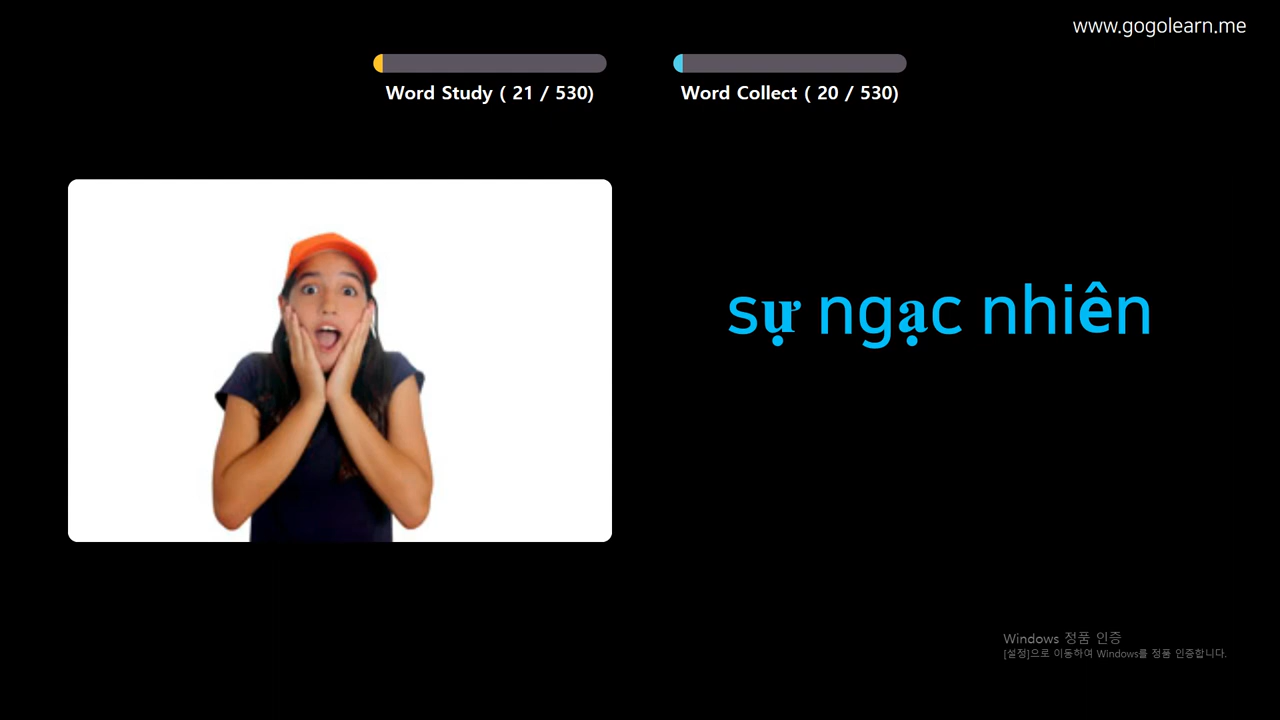 www.gogolearn.me
Word Study ( 21 / 530)
Word Collect ( 20 / 530)
sự ngạc nhiên
Windows 정품 인증
[설정]으로 이동하여 Windows를 정품 인증합니다.